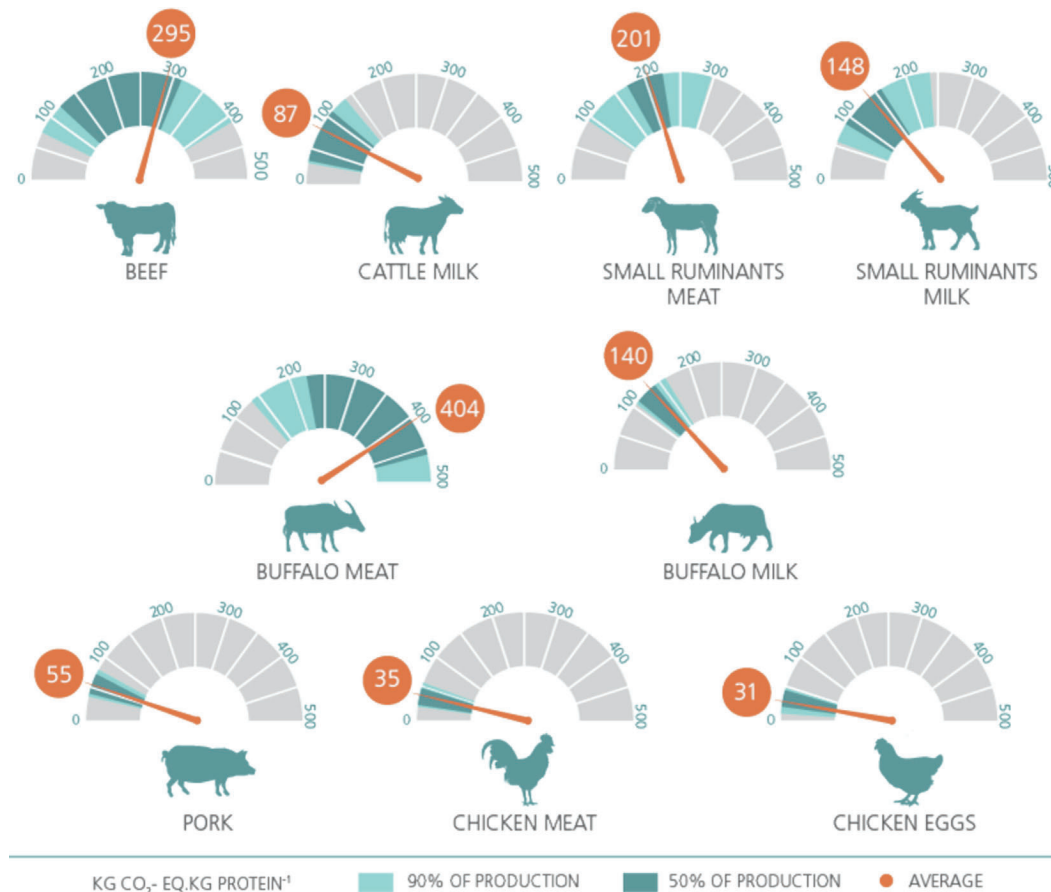 295
0 100 200 300 400 500
BEEF
87
0 100 200 300 400 500
CATTLE MILK
201
0 100 200 300 400 500
SMALL RUMINANTS
MEAT
148
0 100 200 300 400 500
SMALL RUMINANTS
MILK
404
0 100 200 300 400 500
BUFFALO MEAT
140
0 100 200 300 400 500
BUFFALO MILK
55
0 100 200 300 400 500
PORK
35
0 100 200 300 400 500
CHICKEN MEAT
31
0 100 200 300 400 500
CHICKEN EGGS
KG CO₂- EQ.KG PROTEIN⁻¹ 90% OF PRODUCTION 50% OF PRODUCTION AVERAGE